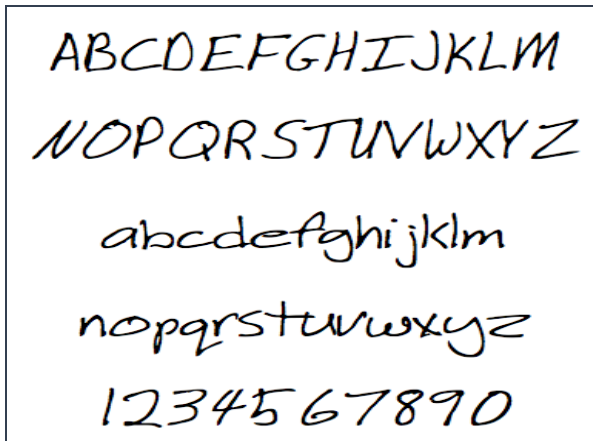 ABCDEFGHIJKLM
NOPQRSTUVWXYZ
abcdefghijklm
nopqrstuvwxyz
1234567890